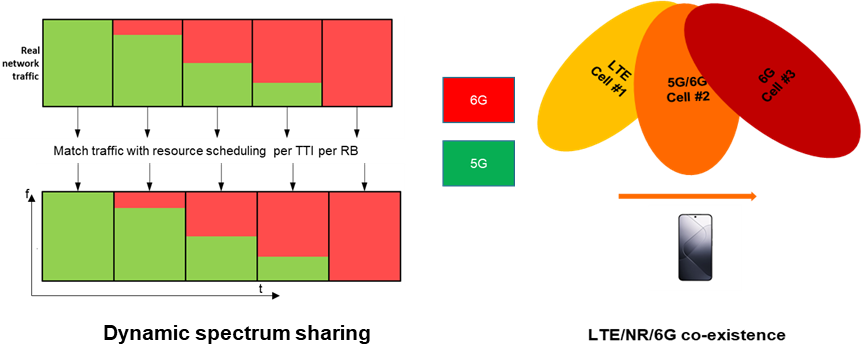 Real
network
traffic
Match traffic with resource scheduling per TTI per RB
f
t
Dynamic spectrum sharing
6G
5G
LTE
Cell #1
5G/6G
Cell #2
6G
Cell #3
LTE/NR/6G co-existence